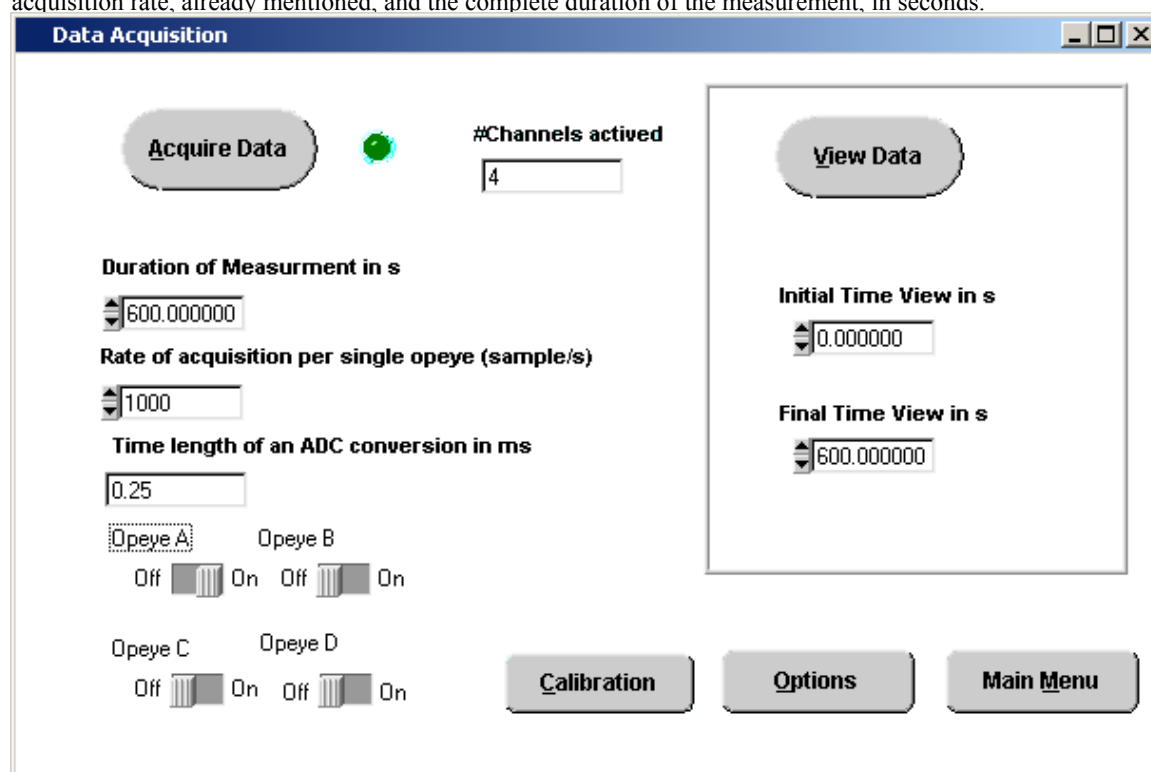 acquisition rate, already mentioned, and the complete duration of the measurement, in seconds.
Data Acquisition
Acquire Data
#Channels actived
4
View Data
Duration of Measurment in s
600.000000
Initial Time View in s
0.000000
Rate of acquisition per single opeye (sample/s)
1000
Final Time View in s
600.000000
Time length of an ADC conversion in ms
0.25
Opeye A Opeye B
Off On Off On
Opeye C Opeye D
Off On Off On
Calibration Options Main Menu